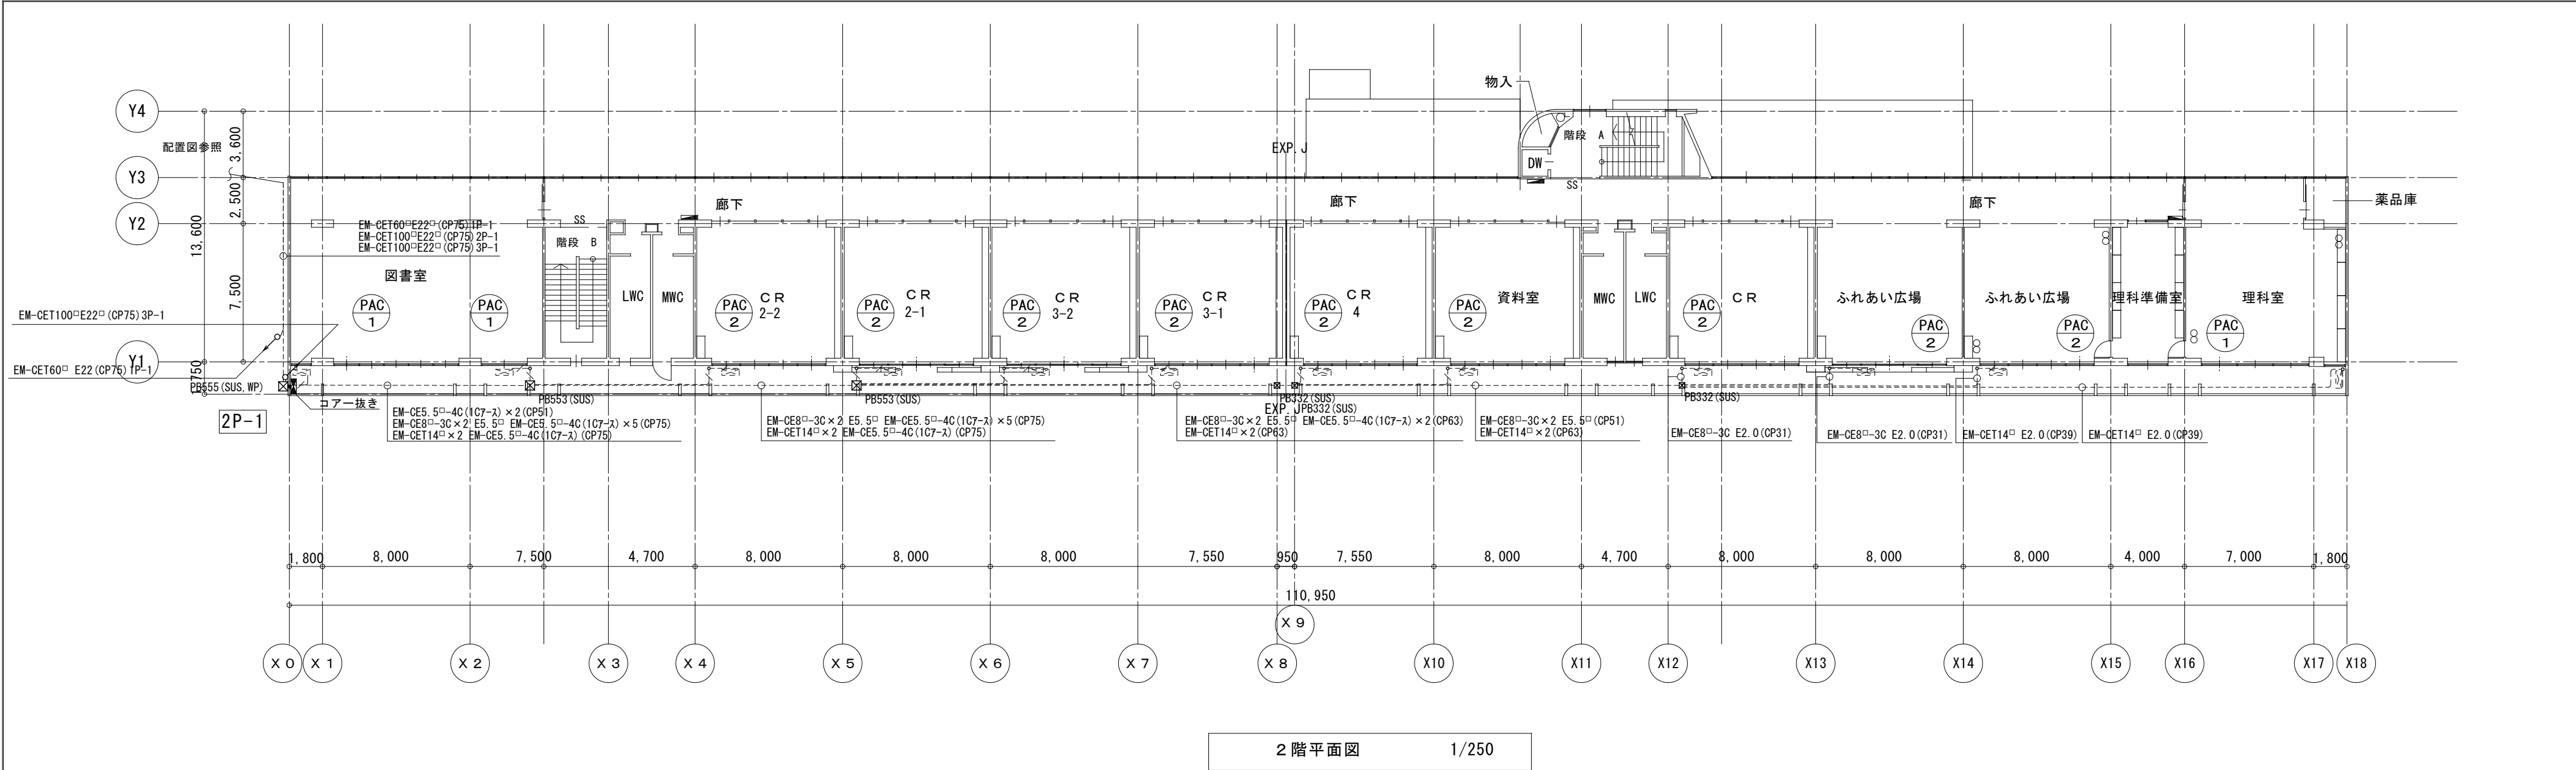 物入
Y4
3,600
階段 A
配置図参照
EXP.J
DW
Y3
SS
2,500
廊下
廊下
廊下
薬品庫
Y2
SS
13,600
EM-CET60□E22□(CP75)1P-1
EM-CET100□E22□(CP75)2P-1
EM-CET100□E22□(CP75)3P-1
階段 B
図書室
7,500
LWC
MWC
PAC
1
PAC
1
PAC
2
CR
2-2
PAC
2
CR
2-1
PAC
2
CR
3-2
PAC
2
CR
3-1
PAC
2
CR
4
PAC
2
資料室
MWC
LWC
PAC
2
CR
ふれあい広場
PAC
2
ふれあい広場
PAC
2
理科準備室
理科室
PAC
1
EM-CET100□E22□(CP75)3P-1
Y1
EM-CET60□ E22(CP75)1P-1
1,750
PB555(SUS,WP)
コアー抜き
2P-1
PB553(SUS)
PB553(SUS)
PB332(SUS)
EXP.J
PB332(SUS)
PB332(SUS)
EM-CE5.5□-4C(1Cｱｰｽ)×2(CP51)
EM-CE8□-3C×2 E5.5□ EM-CE5.5□-4C(1Cｱｰｽ)×5(CP75)
EM-CET14□×2 EM-CE5.5□-4C(1Cｱｰｽ)(CP75)
EM-CE8□-3C×2 E5.5□ EM-CE5.5□-4C(1Cｱｰｽ)×5(CP75)
EM-CET14□×2 EM-CE5.5□-4C(1Cｱｰｽ)(CP75)
EM-CE8□-3C×2 E5.5□ EM-CE5.5□-4C(1Cｱｰｽ)×2(CP63)
EM-CET14□×2(CP63)
EM-CE8□-3C×2 E5.5□(CP51)
EM-CET14□×2(CP63)
EM-CE8□-3C E2.0(CP31)
EM-CE8□-3C E2.0(CP31)
EM-CET14□ E2.0(CP39)
EM-CET14□ E2.0(CP39)
1,800
8,000
7,500
4,700
8,000
8,000
8,000
7,550
950
7,550
8,000
4,700
8,000
8,000
8,000
4,000
7,000
1,800
110,950
X9
X0
X1
X2
X3
X4
X5
X6
X7
X8
X10
X11
X12
X13
X14
X15
X16
X17
X18
2階平面図 1/250